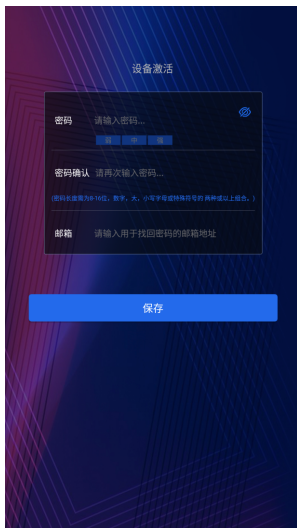 设备激活
密码 请输入密码...
弱 中 强
密码确认 请再次输入密码...
(密码长度需为8-16位，数字，大、小写字母或特殊符号的 两种或以上组合。)
邮箱 请输入用于找回密码的邮箱地址
保存